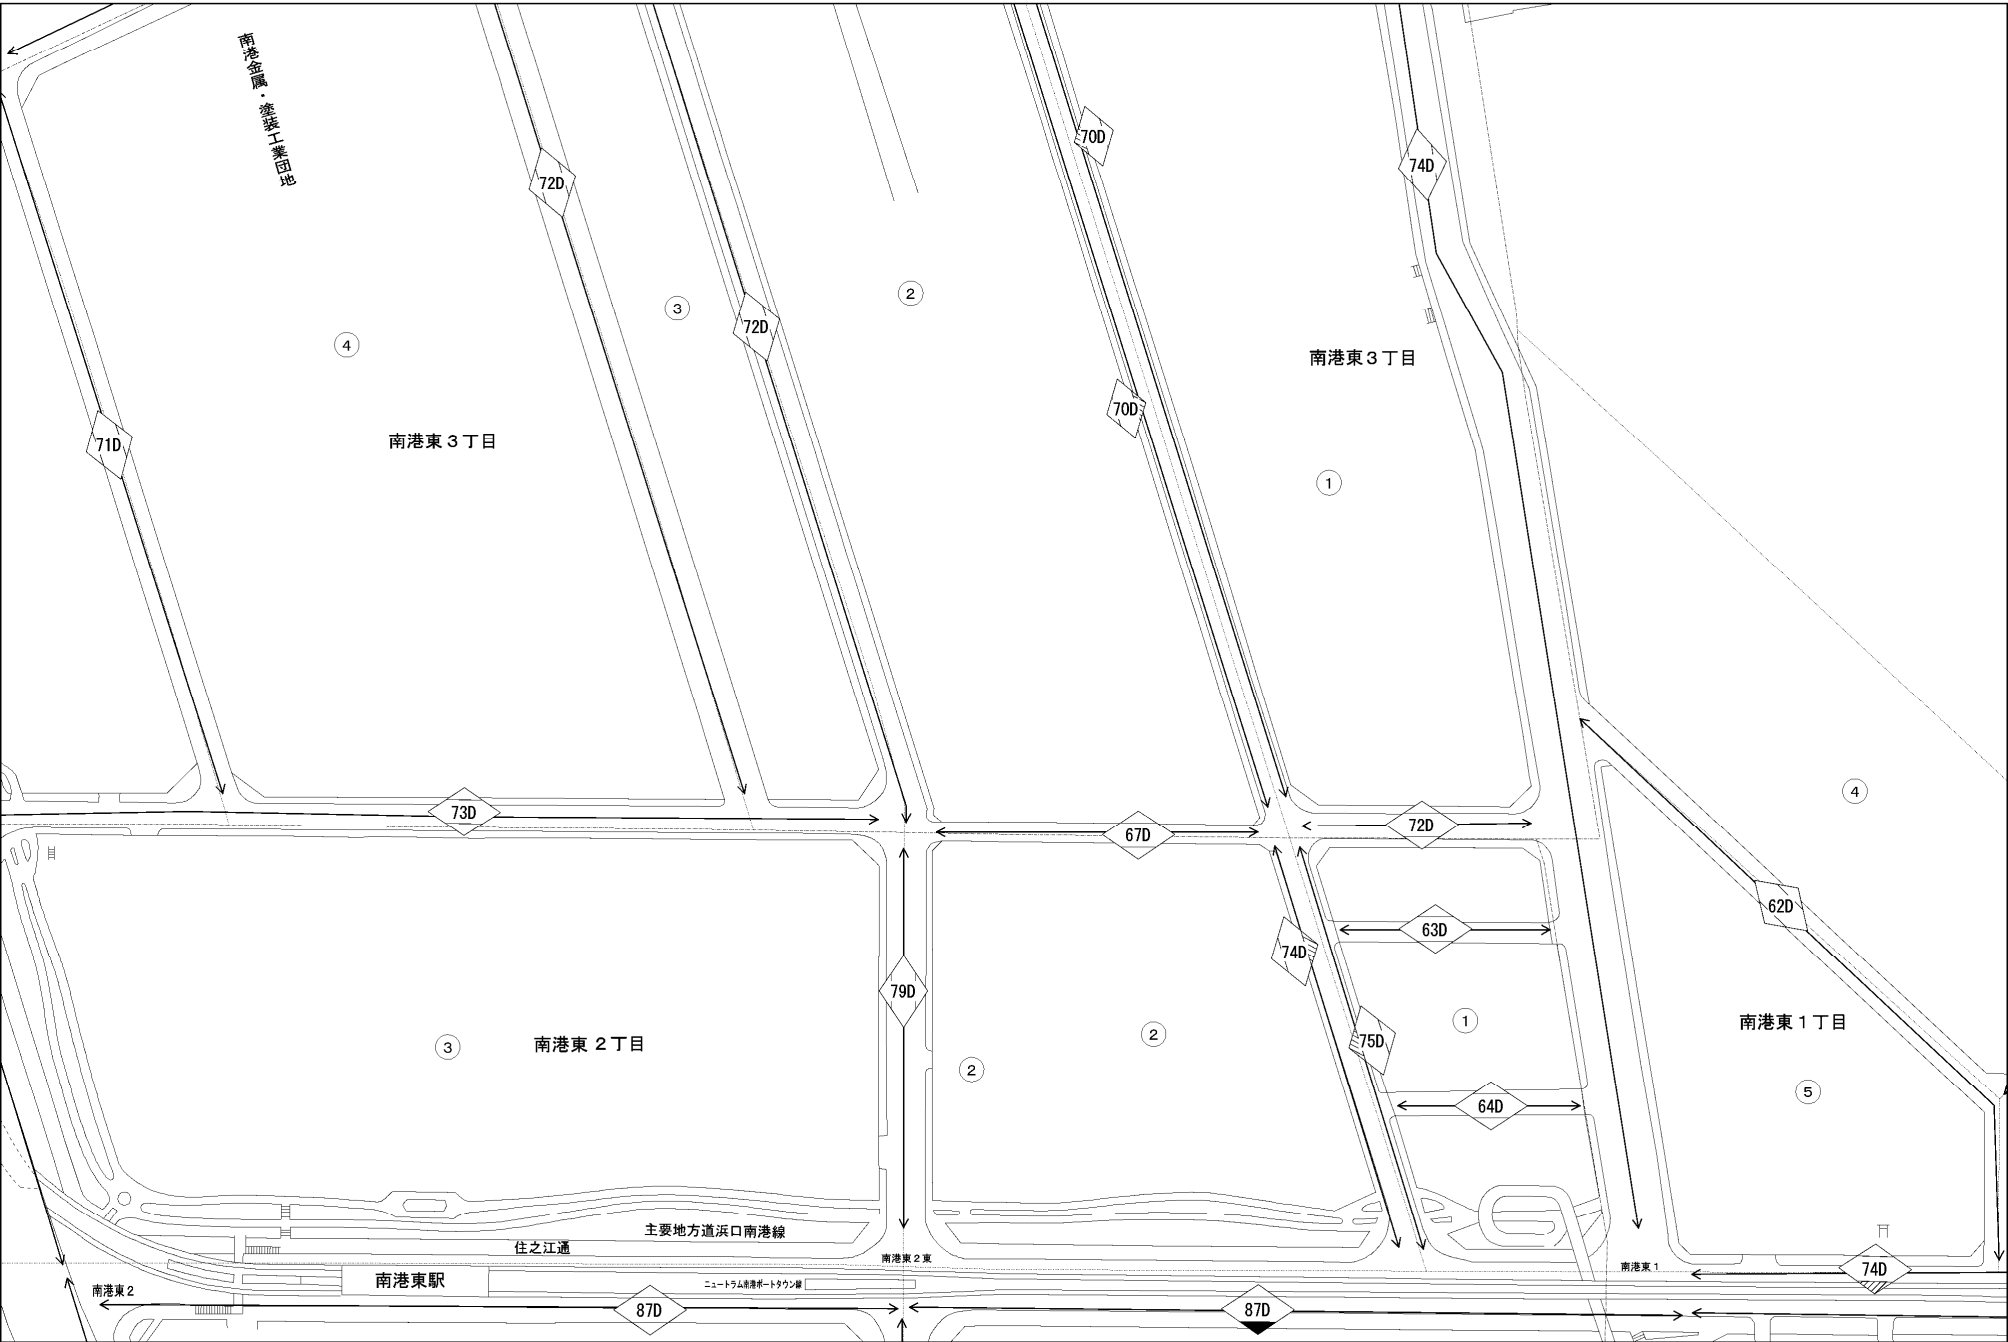 南港金属・塗装工業団地
70D
74D
72D
③
②
72D
④
南港東３丁目
70D
71D
南港東３丁目
①
④
73D
67D
72D
62D
63D
74D
79D
①
南港東１丁目
②
75D
③
南港東２丁目
②
⑤
64D
主要地方道浜口南港線
住之江通
南港東２東
南港東１
74D
南港東駅
ニュートラム南港ポートタウン線
南港東２
87D
87D